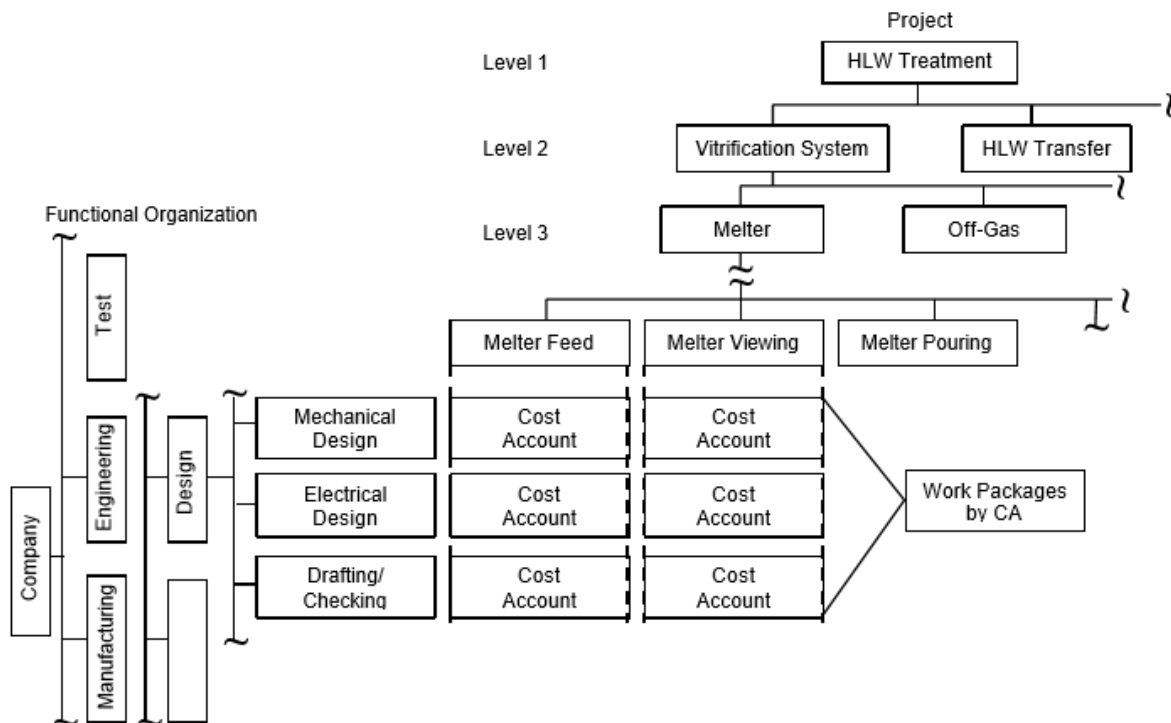 Project
Level 1
HLW Treatment
Level 2
Vitrification System
HLW Transfer
Functional Organization
Level 3
Melter
Off-Gas
Test
Melter Feed
Melter Viewing
Melter Pouring
Company
Engineering
Manufacturing
Design
Mechanical
Design
Cost
Account
Cost
Account
Electrical
Design
Cost
Account
Cost
Account
Work Packages
by CA
Drafting/
Checking
Cost
Account
Cost
Account